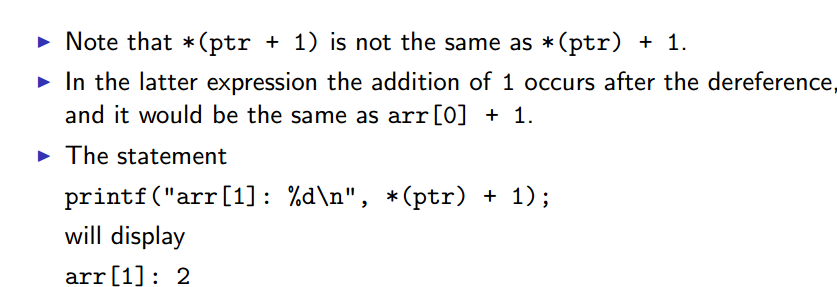 ▶ Note that *(ptr + 1) is not the same as *(ptr) + 1.
▶ In the latter expression the addition of 1 occurs after the dereference,
and it would be the same as arr[0] + 1.
▶ The statement
printf("arr[1]: %d\n", *(ptr) + 1);
will display
arr[1]: 2